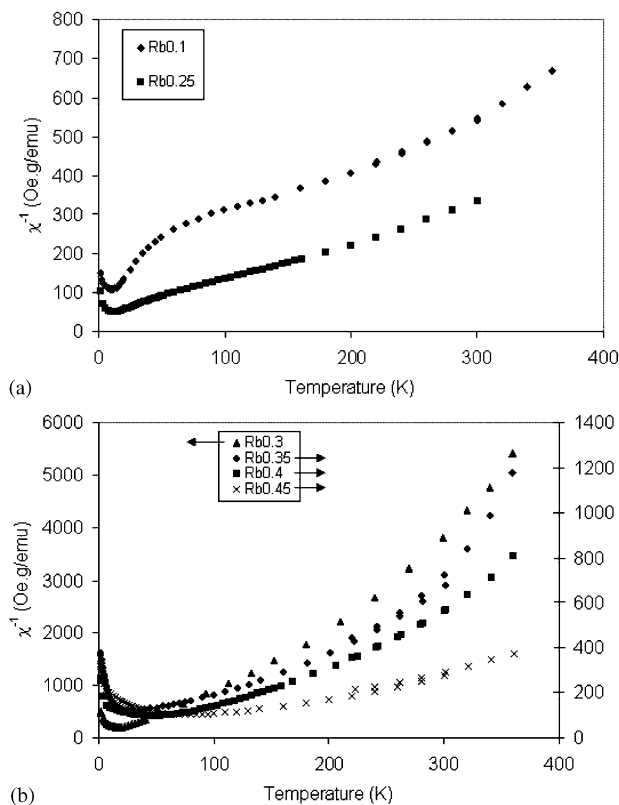 800
700
600
500
400
300
200
100
0
χ⁻¹ (Oe.g/emu)
Rb0.1
Rb0.25
0 100 200 300 400
Temperature (K)
(a)
6000
5000
4000
3000
2000
1000
0
χ⁻¹ (Oe.g/emu)
Rb0.3
Rb0.35
Rb0.4
Rb0.45
1400
1200
1000
800
600
400
200
0
0 100 200 300 400
Temperature (K)
(b)